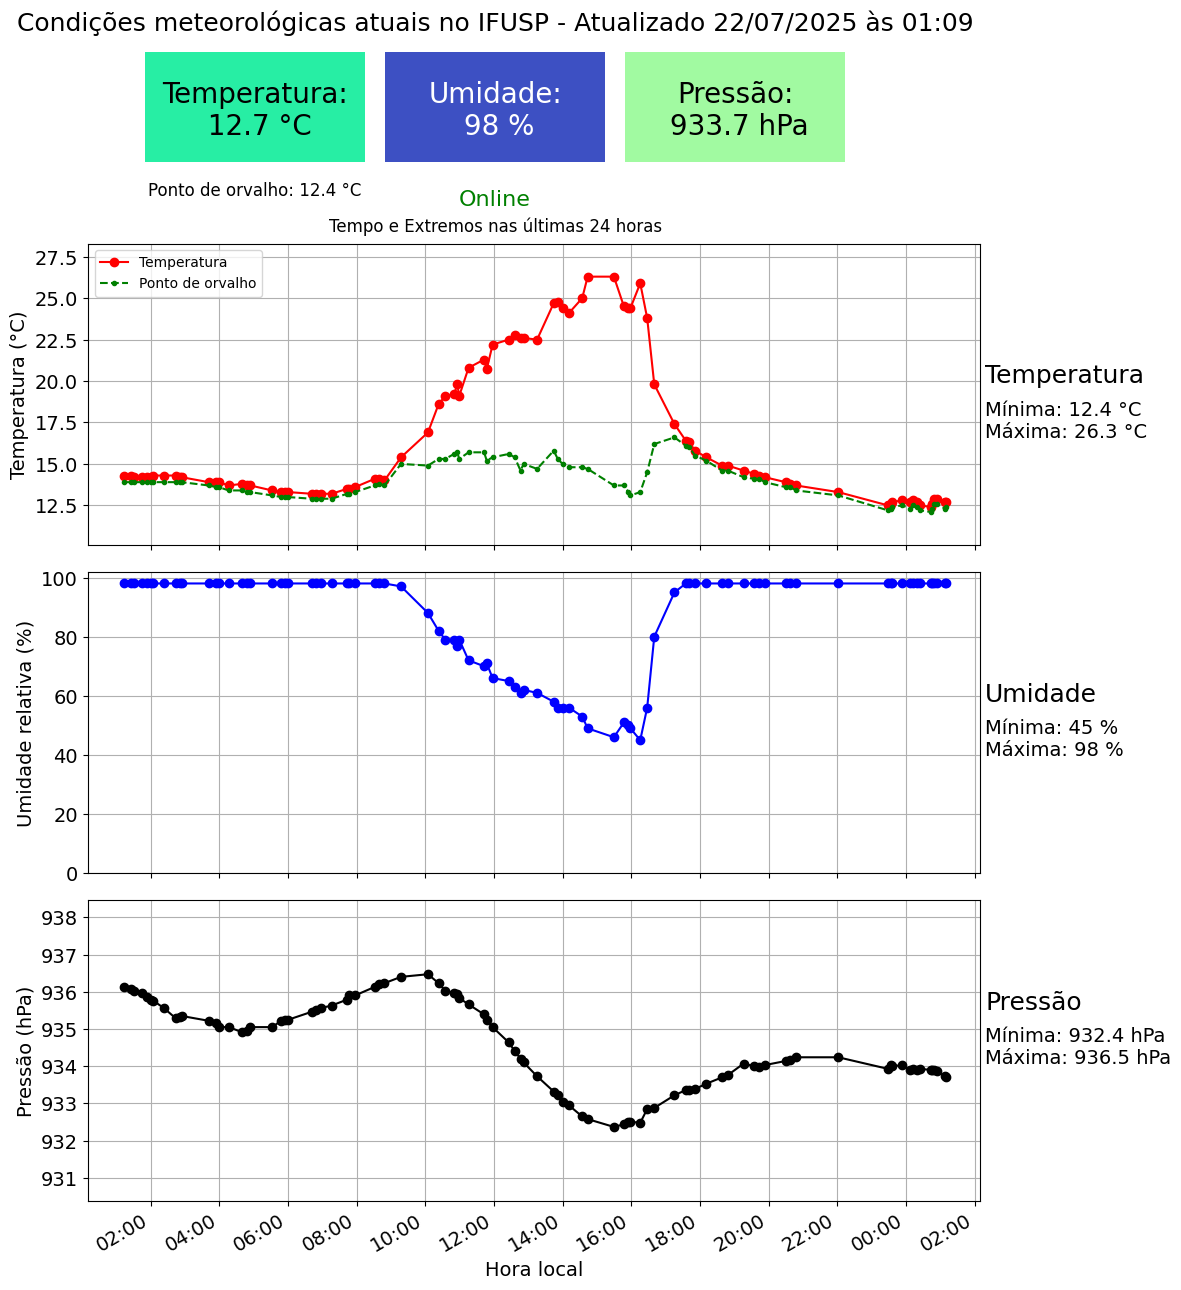 Condições meteorológicas atuais no IFUSP - Atualizado 22/07/2025 às 01:09
Temperatura:
12.7 °C
Umidade:
98 %
Pressão:
933.7 hPa
Ponto de orvalho: 12.4 °C
Online
Tempo e Extremos nas últimas 24 horas
Temperatura
Ponto de orvalho
27.5
25.0
22.5
20.0
17.5
15.0
12.5
Temperatura (°C)
Temperatura
Mínima: 12.4 °C
Máxima: 26.3 °C
100
80
60
40
20
0
Umidade relativa (%)
Umidade
Mínima: 45 %
Máxima: 98 %
938
937
936
935
934
933
932
931
Pressão (hPa)
Pressão
Mínima: 932.4 hPa
Máxima: 936.5 hPa
02:00
04:00
06:00
08:00
10:00
12:00
14:00
16:00
18:00
20:00
22:00
00:00
02:00
Hora local